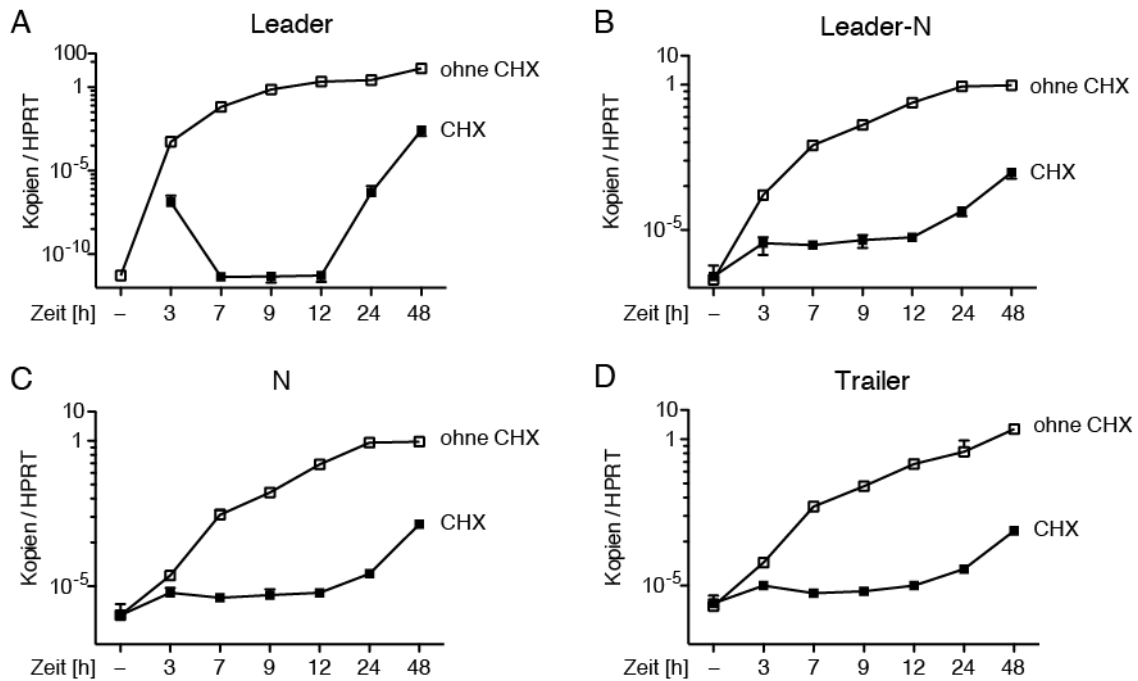 A
Leader
100
1
10-5
10-10
Kopien / HPRT
ohne CHX
CHX
Zeit [h] – 3 7 9 12 24 48
B
Leader-N
1
10-5
Kopien / HPRT
ohne CHX
CHX
Zeit [h] – 3 7 9 12 24 48
C
N
10
1
10-5
Kopien / HPRT
ohne CHX
CHX
Zeit [h] – 3 7 9 12 24 48
D
Trailer
10
1
10-5
Kopien / HPRT
ohne CHX
CHX
Zeit [h] – 3 7 9 12 24 48